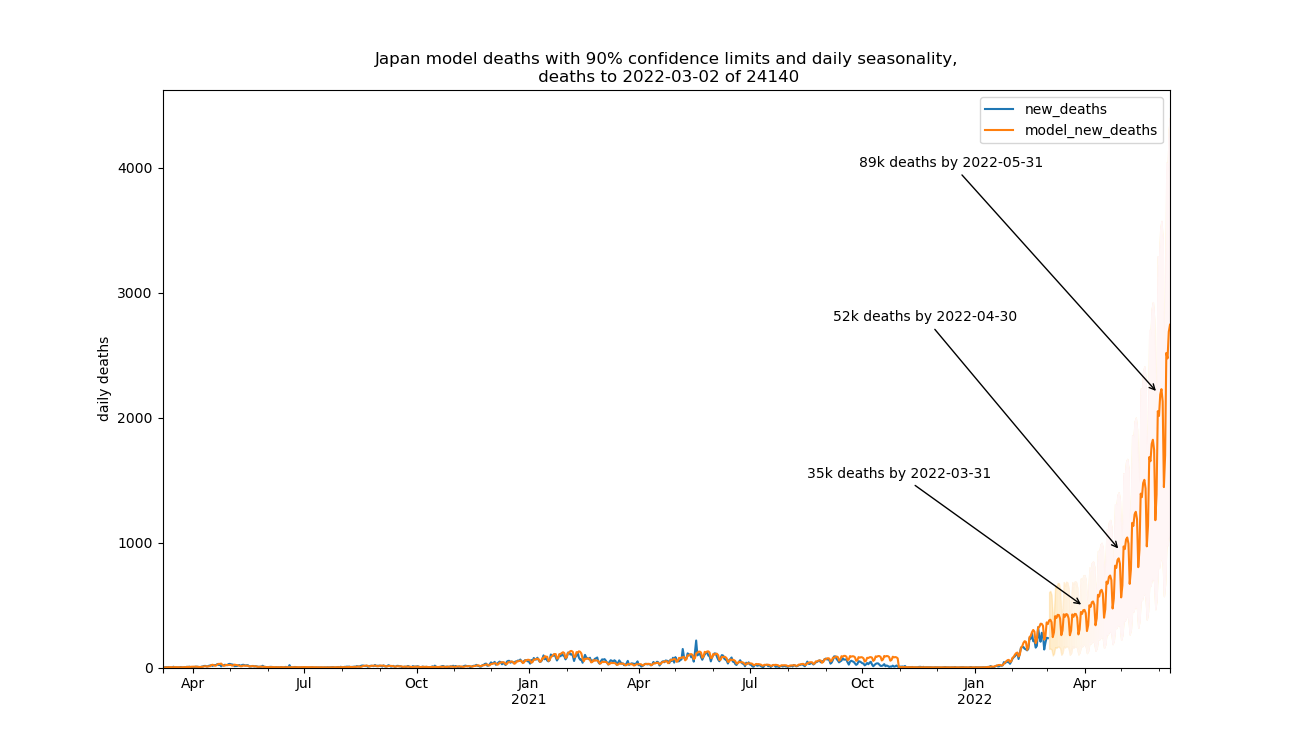 Japan model deaths with 90% confidence limits and daily seasonality,
deaths to 2022-03-02 of 24140
new_deaths
model_new_deaths
89k deaths by 2022-05-31
52k deaths by 2022-04-30
35k deaths by 2022-03-31
daily deaths
4000
3000
2000
1000
0
Apr Jul Oct Jan Apr Jul Oct Jan Apr
2021 2022